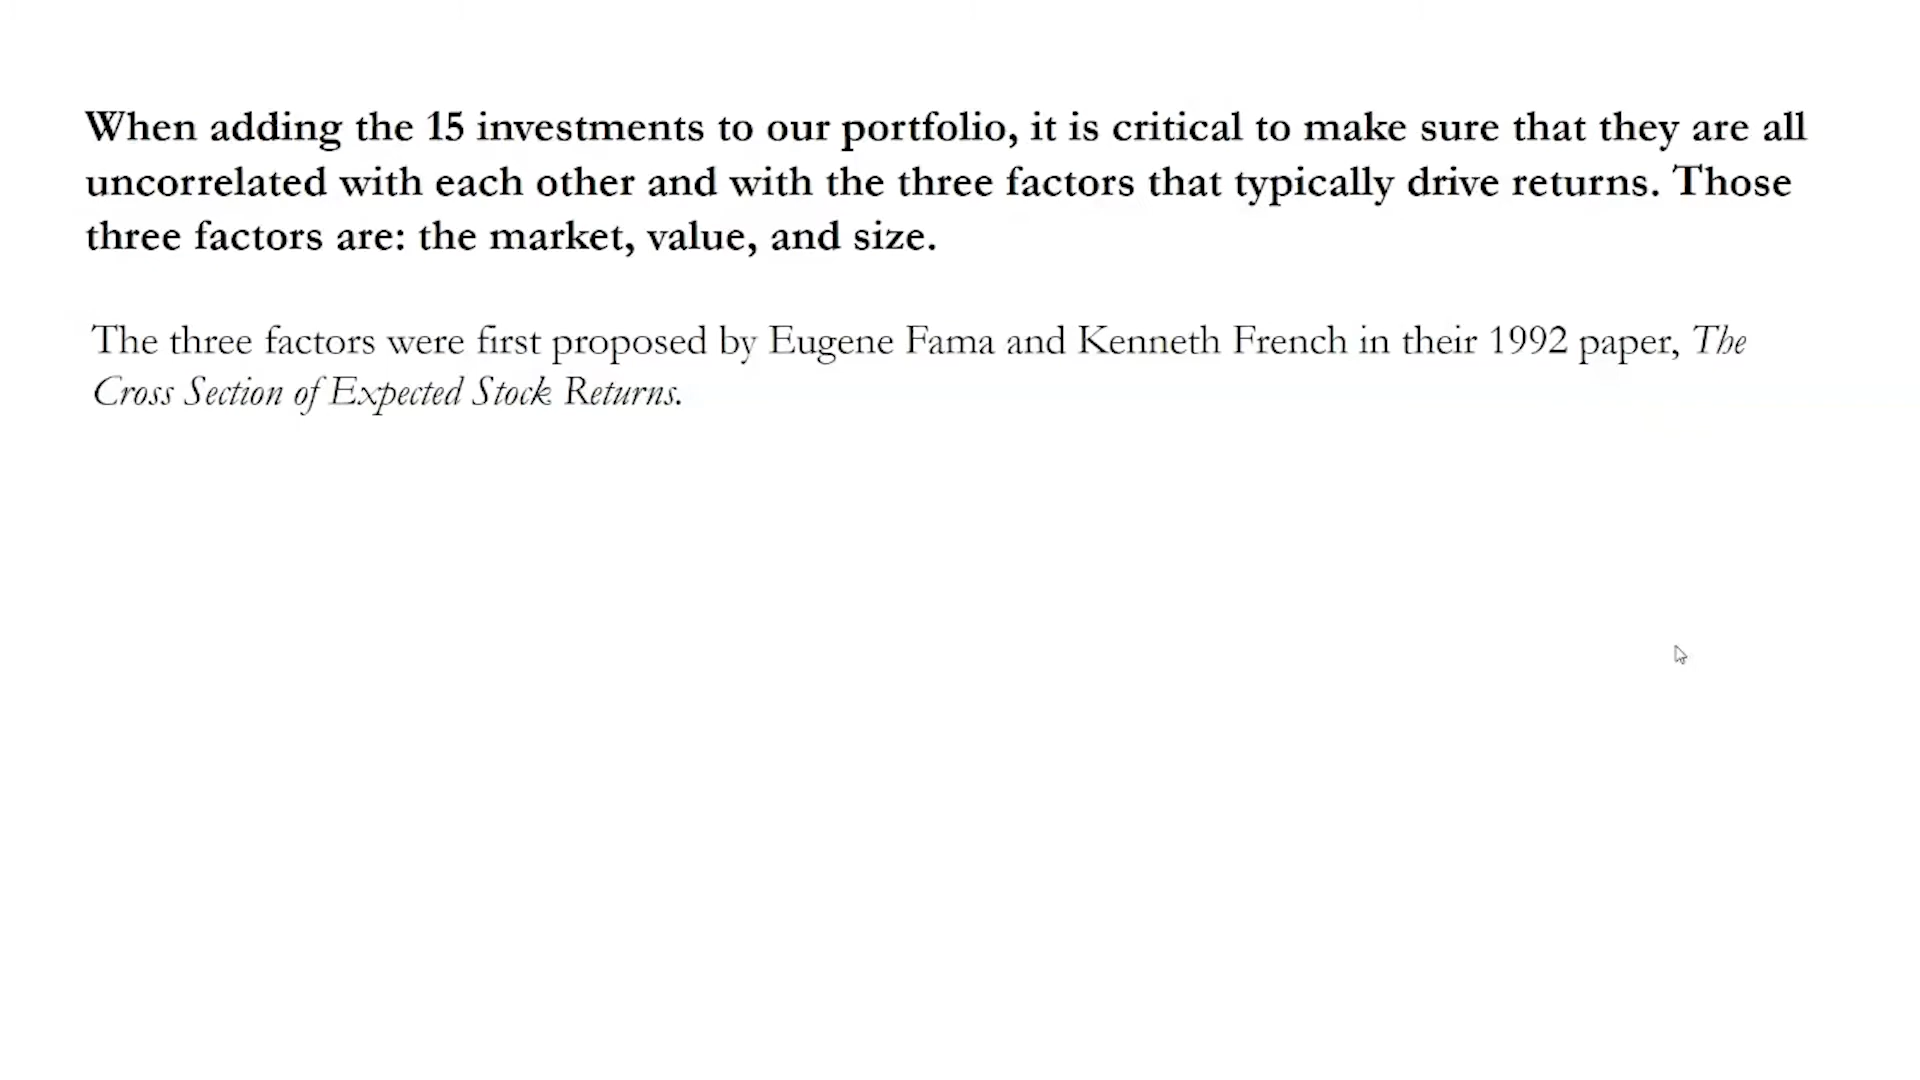 When adding the 15 investments to our portfolio, it is critical to make sure that they are all
uncorrelated with each other and with the three factors that typically drive returns. Those
three factors are: the market, value, and size.
The three factors were first proposed by Eugene Fama and Kenneth French in their 1992 paper, The
Cross Section of Expected Stock Returns.